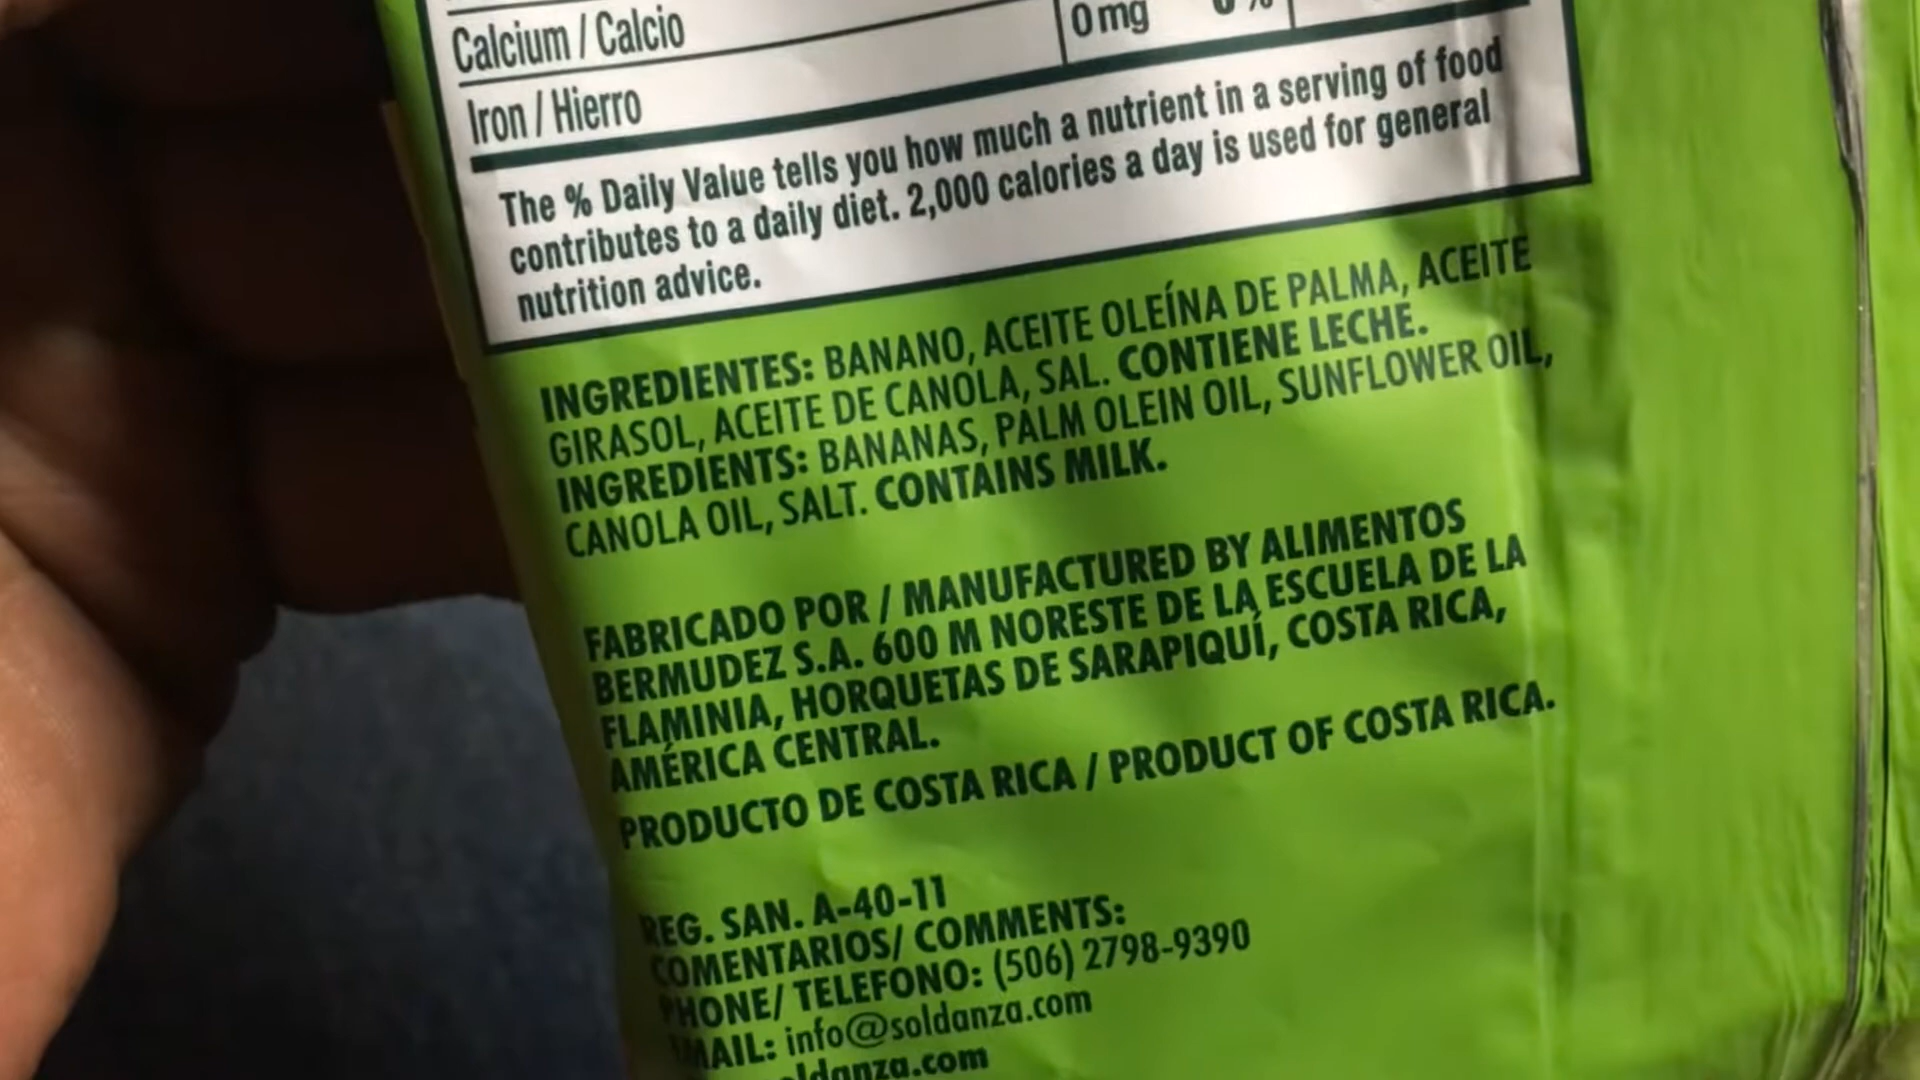 Calcium / Calcio
0 mg
Iron / Hierro
The % Daily Value tells you how much a nutrient in a serving of food
contributes to a daily diet. 2,000 calories a day is used for general
nutrition advice.
INGREDIENTES: BANANO, ACEITE OLEÍNA DE PALMA, ACEITE
GIRASOL, ACEITE DE CANOLA, SAL. CONTIENE LECHE.
INGREDIENTS: BANANAS, PALM OLEIN OIL, SUNFLOWER OIL,
CANOLA OIL, SALT. CONTAINS MILK.
FABRICADO POR / MANUFACTURED BY ALIMENTOS
BERMUDEZ S.A. 600 M NORESTE DE LA ESCUELA DE LA
FLAMINIA, HORQUETAS DE SARAPIQUÍ, COSTA RICA,
AMÉRICA CENTRAL.
PRODUCTO DE COSTA RICA / PRODUCT OF COSTA RICA.
REG. SAN. A-40-11
COMENTARIOS/ COMMENTS:
PHONE/ TELEFONO: (506) 2798-9390
MAIL: info@soldanza.com
oldanza.com